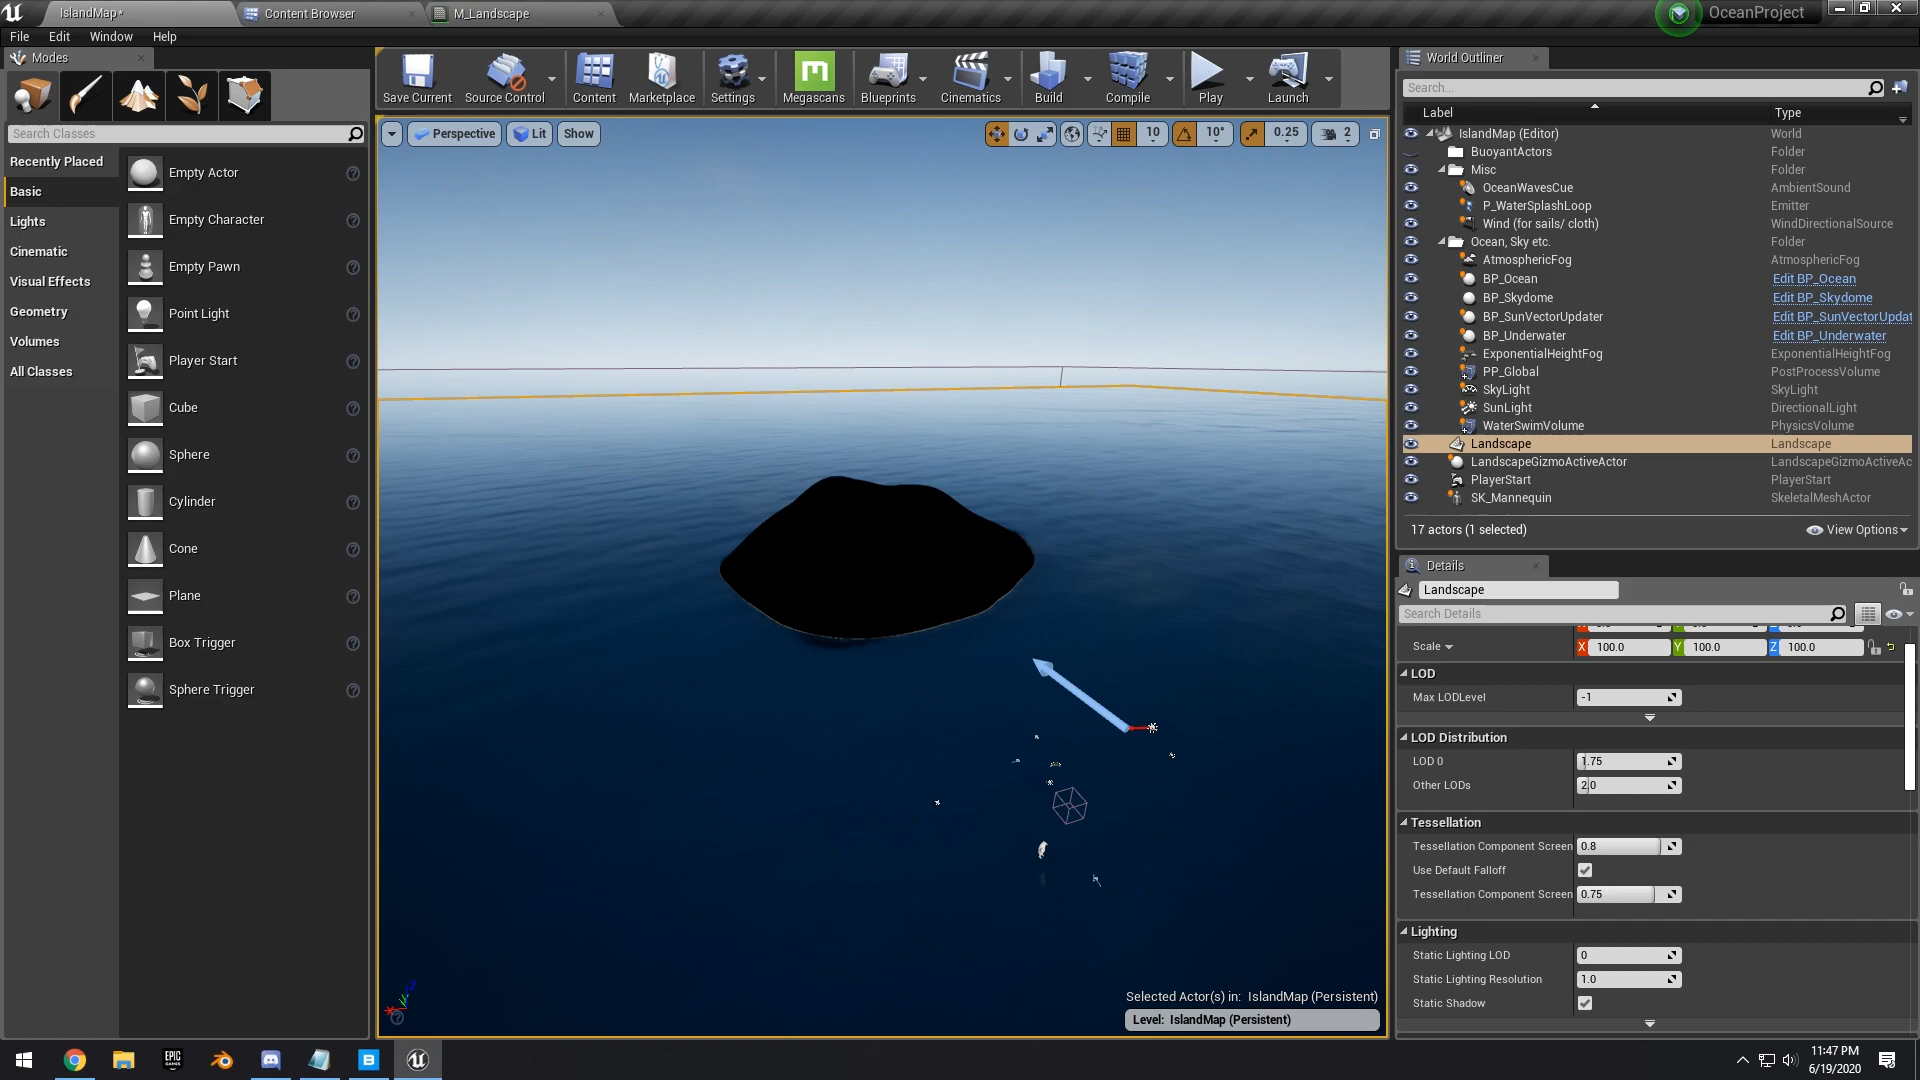 IslandMap*
Content Browser
M_Landscape
OceanProject
File Edit Window Help
Modes
Save Current
Source Control
Content
Marketplace
Settings
Megascans
Blueprints
Cinematics
Build
Compile
Play
Launch
Search Classes
Recently Placed
Basic
Lights
Cinematic
Visual Effects
Geometry
Volumes
All Classes
Empty Actor
Empty Character
Empty Pawn
Point Light
Player Start
Cube
Sphere
Cylinder
Cone
Plane
Box Trigger
Sphere Trigger
Perspective
Lit
Show
10
10°
0.25
2
Selected Actor(s) in: IslandMap (Persistent)
Level: IslandMap (Persistent)
World Outliner
Search...
Label Type
IslandMap (Editor) World
BuoyantActors Folder
Misc Folder
OceanWavesCue AmbientSound
P_WaterSplashLoop Emitter
Wind (for sails/ cloth) WindDirectionalSource
Ocean, Sky etc. Folder
AtmosphericFog AtmosphericFog
BP_Ocean Edit BP_Ocean
BP_Skydome Edit BP_Skydome
BP_SunVectorUpdater Edit BP_SunVectorUpdat
BP_Underwater Edit BP_Underwater
ExponentialHeightFog ExponentialHeightFog
PP_Global PostProcessVolume
SkyLight SkyLight
SunLight DirectionalLight
WaterSwimVolume PhysicsVolume
Landscape Landscape
LandscapeGizmoActiveActor LandscapeGizmoActiveAc
PlayerStart PlayerStart
SK_Mannequin SkeletalMeshActor
17 actors (1 selected) View Options
Details
Landscape
Search Details
Scale X 100.0 Y 100.0 Z 100.0
LOD
Max LODLevel -1
LOD Distribution
LOD 0 1.75
Other LODs 2.0
Tessellation
Tessellation Component Screen 0.8
Use Default Falloff
Tessellation Component Screen 0.75
Lighting
Static Lighting LOD 0
Static Lighting Resolution 1.0
Static Shadow
EPIC
GAMES
11:47 PM
6/19/2020